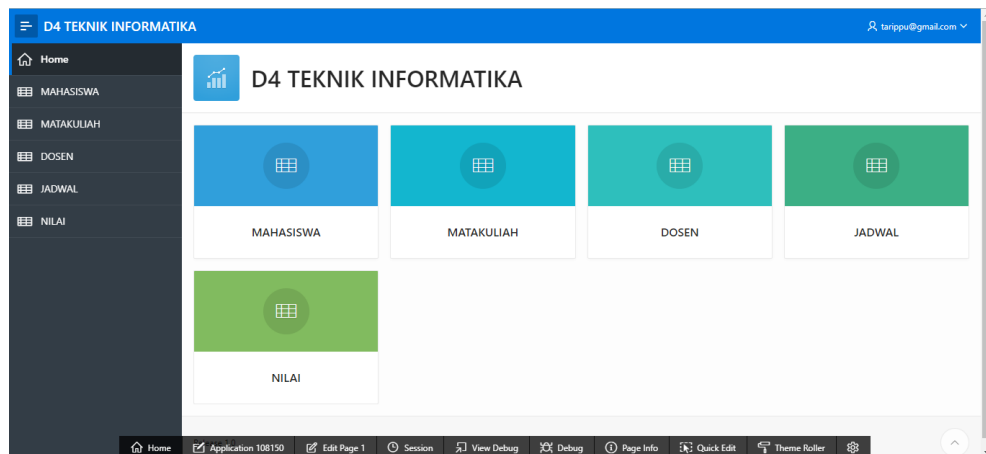 D4 TEKNIK INFORMATIKA
tarippu@gmail.com
Home
MAHASISWA
MATAKULIAH
DOSEN
JADWAL
NILAI
D4 TEKNIK INFORMATIKA
MAHASISWA
MATAKULIAH
DOSEN
JADWAL
NILAI
Home
Application 108150
Edit Page 1
Session
View Debug
Debug
Page Info
Quick Edit
Theme Roller